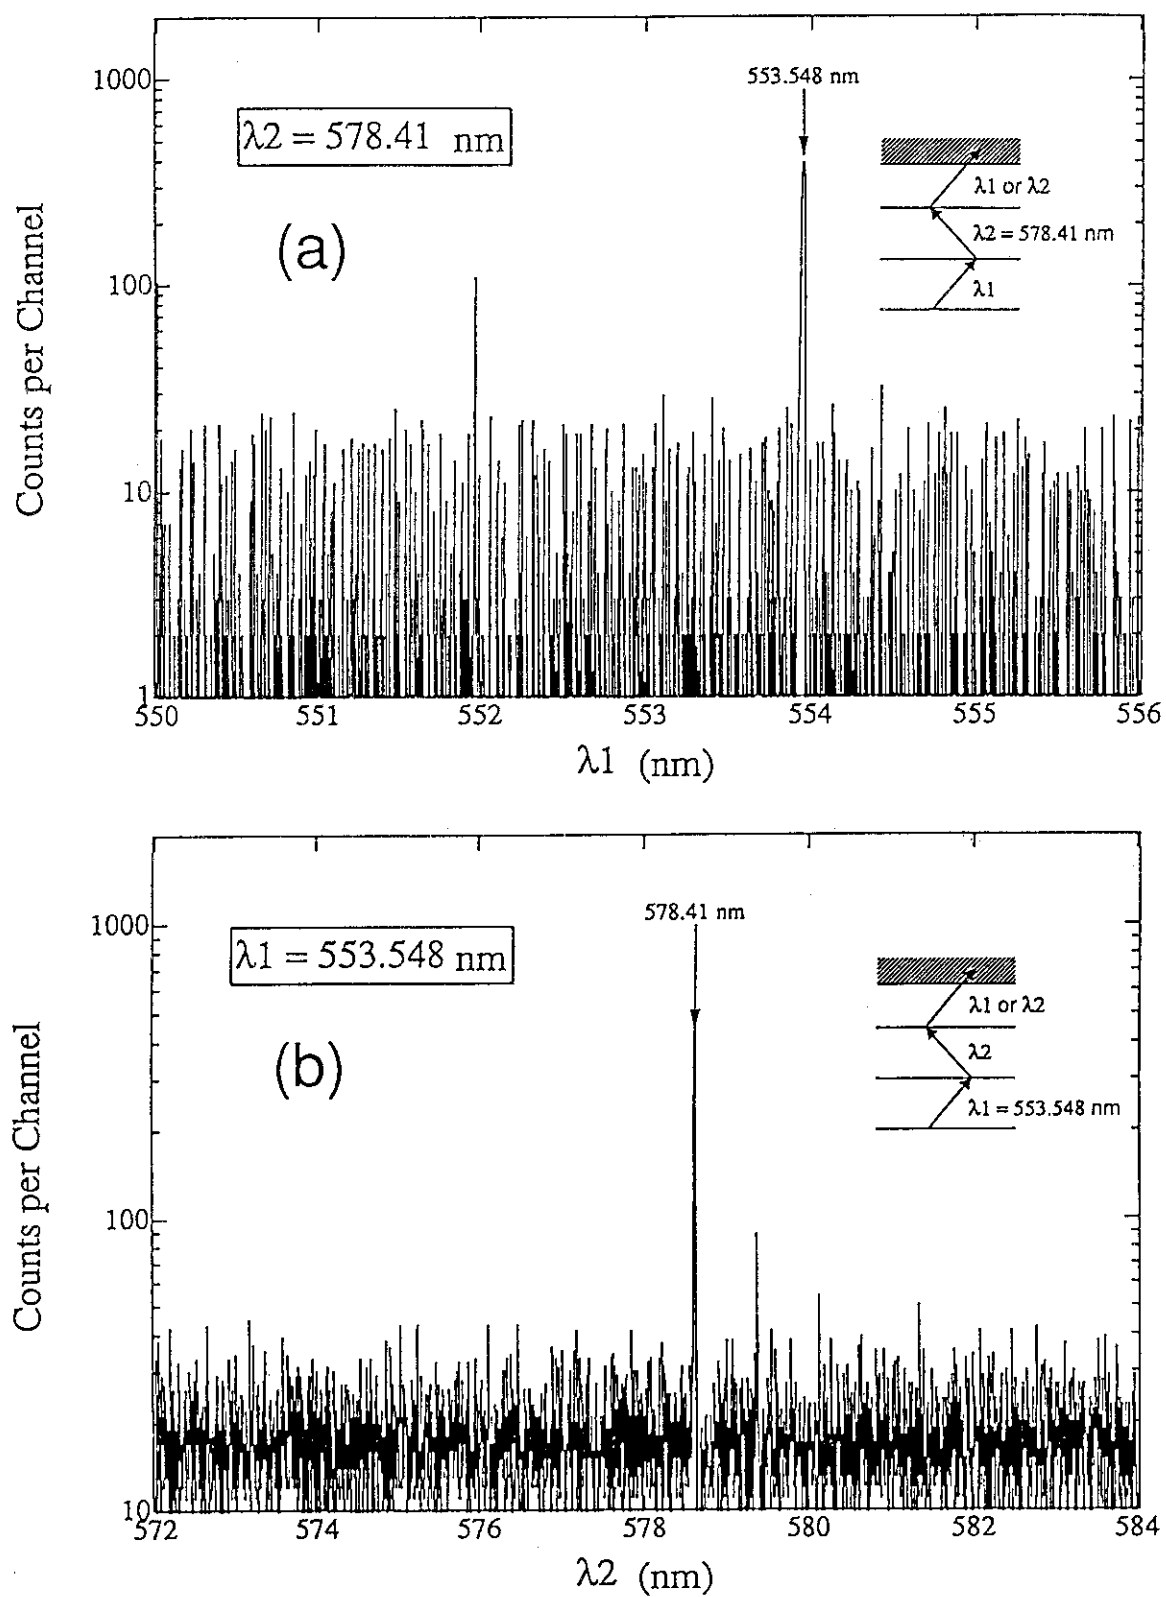 553.548 nm
1000
λ2 = 578.41 nm
(a)
λ1 or λ2
λ2 = 578.41 nm
λ1
100
10
1
Counts per Channel
550 551 552 553 554 555 556
λ1 (nm)
578.41 nm
1000
λ1 = 553.548 nm
(b)
λ1 or λ2
λ2
λ1 = 553.548 nm
100
10
Counts per Channel
572 574 576 578 580 582 584
λ2 (nm)